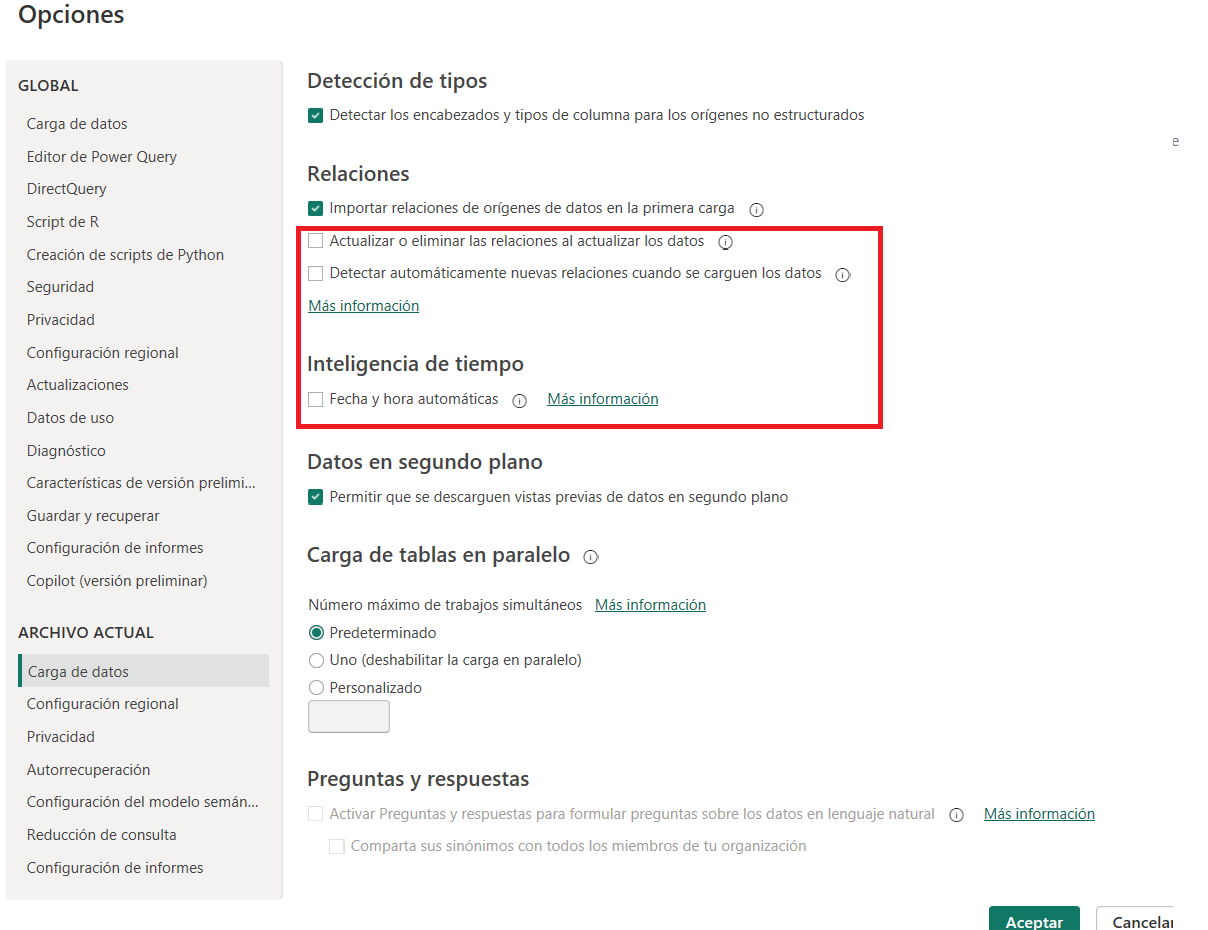 Opciones
GLOBAL
Carga de datos
Editor de Power Query
DirectQuery
Script de R
Creación de scripts de Python
Seguridad
Privacidad
Configuración regional
Actualizaciones
Datos de uso
Diagnóstico
Características de versión prelimi...
Guardar y recuperar
Configuración de informes
Copilot (versión preliminar)
ARCHIVO ACTUAL
Carga de datos
Configuración regional
Privacidad
Autorrecuperación
Configuración del modelo semán...
Reducción de consulta
Configuración de informes
Detección de tipos
Detectar los encabezados y tipos de columna para los orígenes no estructurados
e
Relaciones
Importar relaciones de orígenes de datos en la primera carga
Actualizar o eliminar las relaciones al actualizar los datos
Detectar automáticamente nuevas relaciones cuando se carguen los datos
Más información
Inteligencia de tiempo
Fecha y hora automáticas Más información
Datos en segundo plano
Permitir que se descarguen vistas previas de datos en segundo plano
Carga de tablas en paralelo
Número máximo de trabajos simultáneos Más información
Predeterminado
Uno (deshabilitar la carga en paralelo)
Personalizado
Preguntas y respuestas
Activar Preguntas y respuestas para formular preguntas sobre los datos en lenguaje natural Más información
Comparta sus sinónimos con todos los miembros de tu organización
Aceptar Cancelar